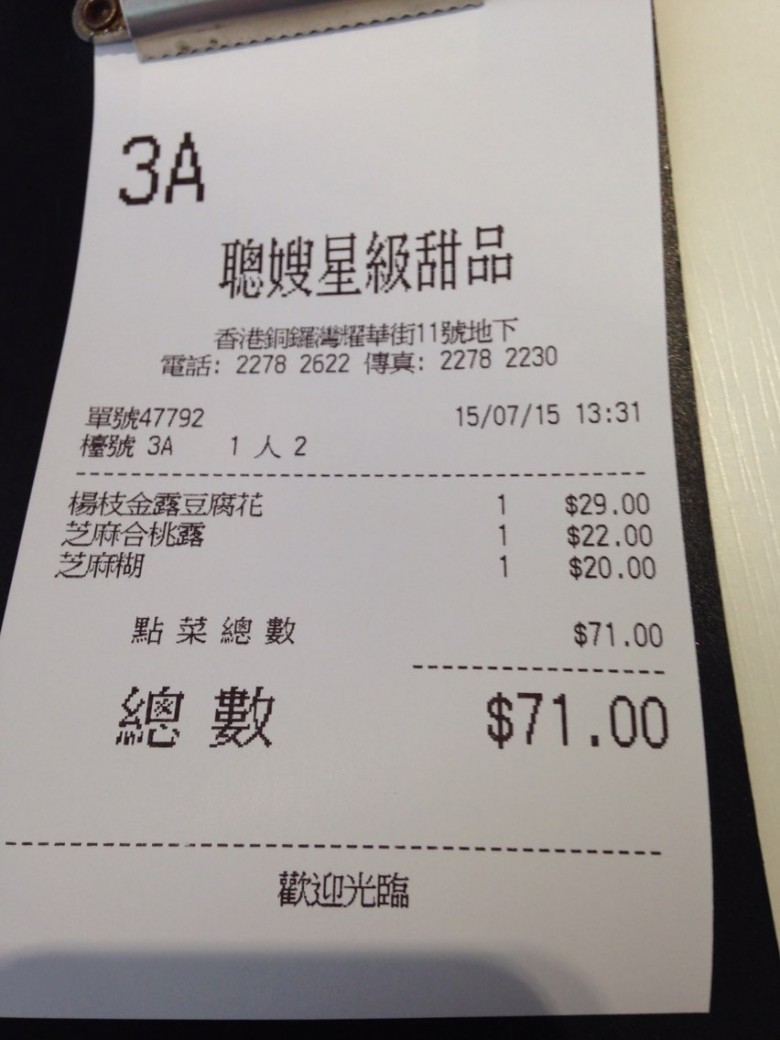 3A
聰嫂星級甜品
香港銅鑼灣耀華街11號地下
電話: 2278 2622 傳真: 2278 2230
單號47792 15/07/15 13:31
檯號 3A 1 人 2
楊枝金露豆腐花 1 $29.00
芝麻合桃露 1 $22.00
芝麻糊 1 $20.00
點菜總數 $71.00
總數 $71.00
歡迎光臨